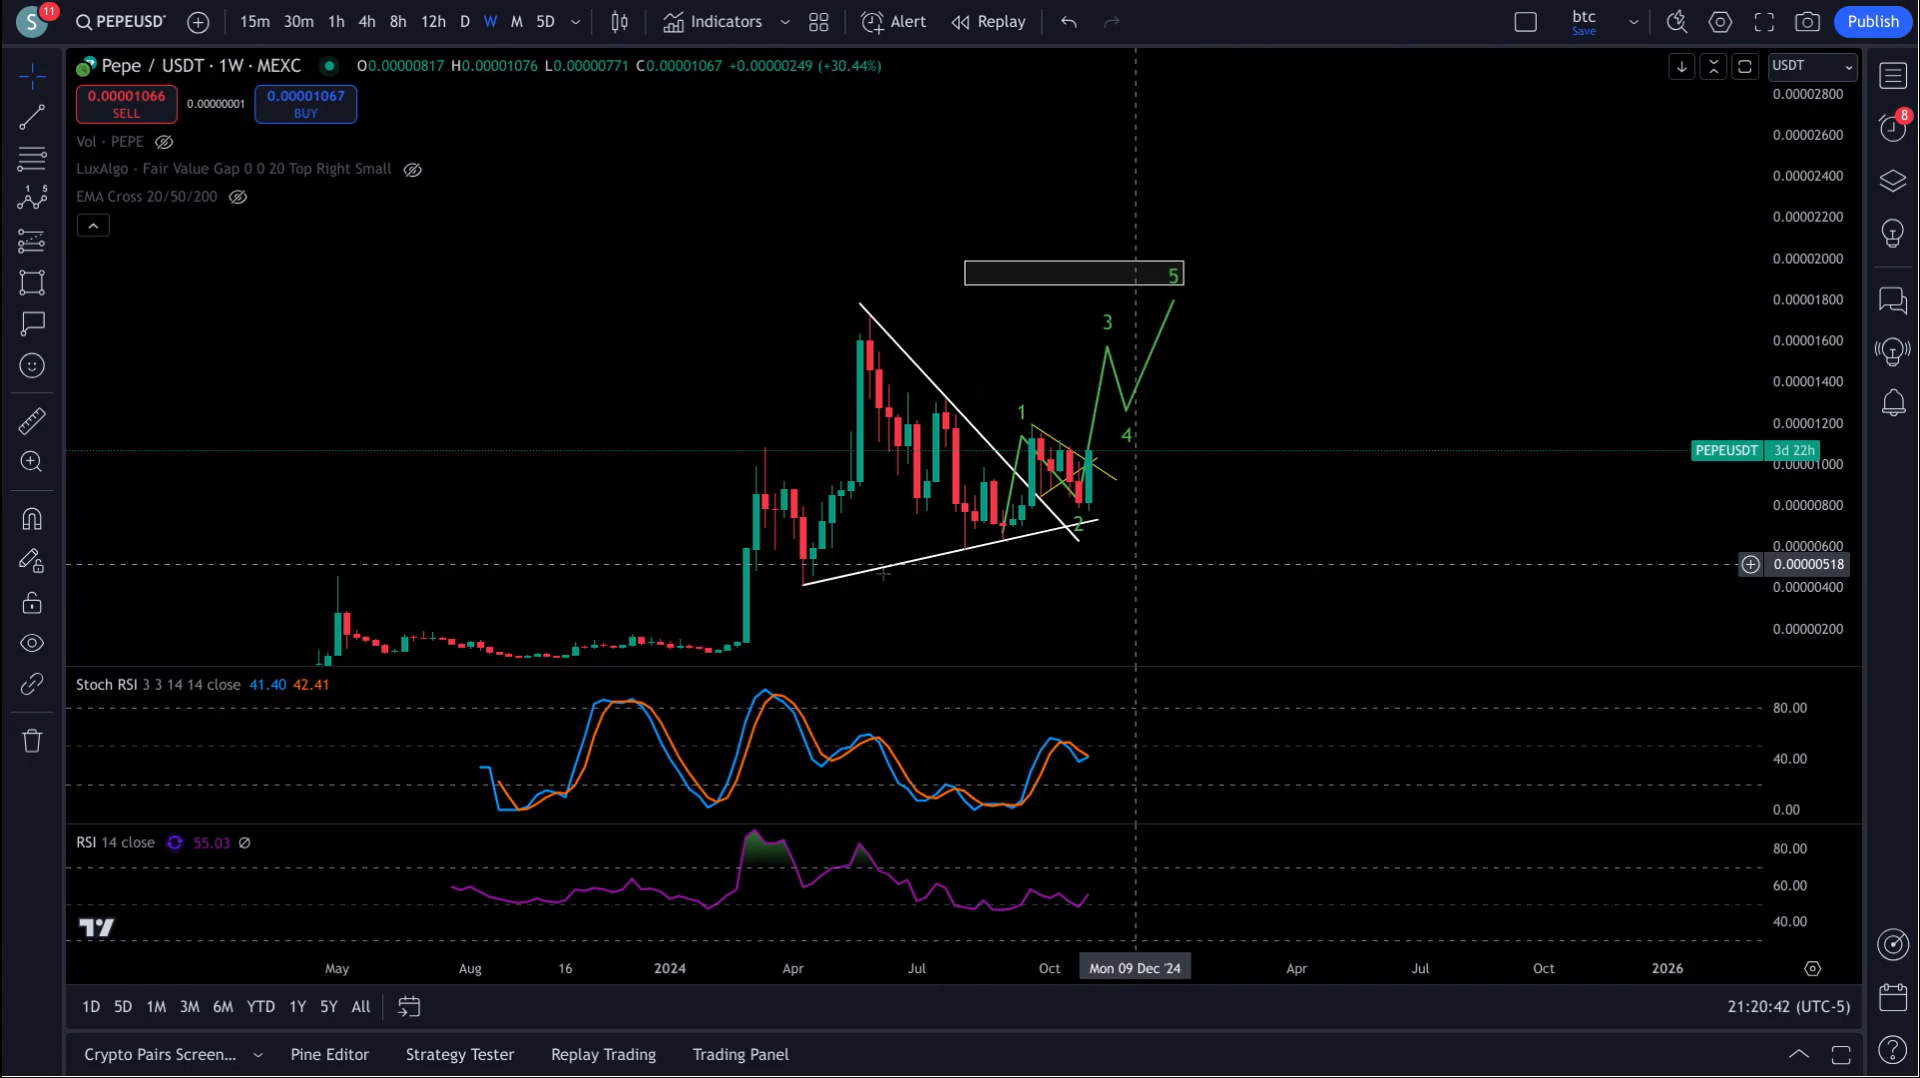 S 11 PEPEUSD 15m 30m 1h 4h 8h 12h D W M 5D Indicators Alert Replay btc Save Publish
Pepe / USDT · 1W · MEXC O0.00000817 H0.00001076 L0.00000771 C0.00001067 +0.00000249 (+30.44%) USDT
0.00001066 SELL 0.00000001 0.00001067 BUY
Vol · PEPE
LuxAlgo - Fair Value Gap 0 0 20 Top Right Small
EMA Cross 20/50/200
0.00002800
0.00002600
0.00002400
0.00002200
0.00002000
0.00001800
0.00001600
0.00001400
0.00001200
PEPEUSDT 3d 22h
0.00001000
0.00000800
0.00000600
0.00000518
0.00000400
0.00000200
8
1
2
3
4
5
Stoch RSI 3 3 14 14 close 41.40 42.41
80.00
40.00
0.00
RSI 14 close 55.03 ∅
80.00
60.00
40.00
May Aug 16 2024 Apr Jul Oct Mon 09 Dec '24 Apr Jul Oct 2026
1D 5D 1M 3M 6M YTD 1Y 5Y All 21:20:42 (UTC-5)
Crypto Pairs Screen... Pine Editor Strategy Tester Replay Trading Trading Panel